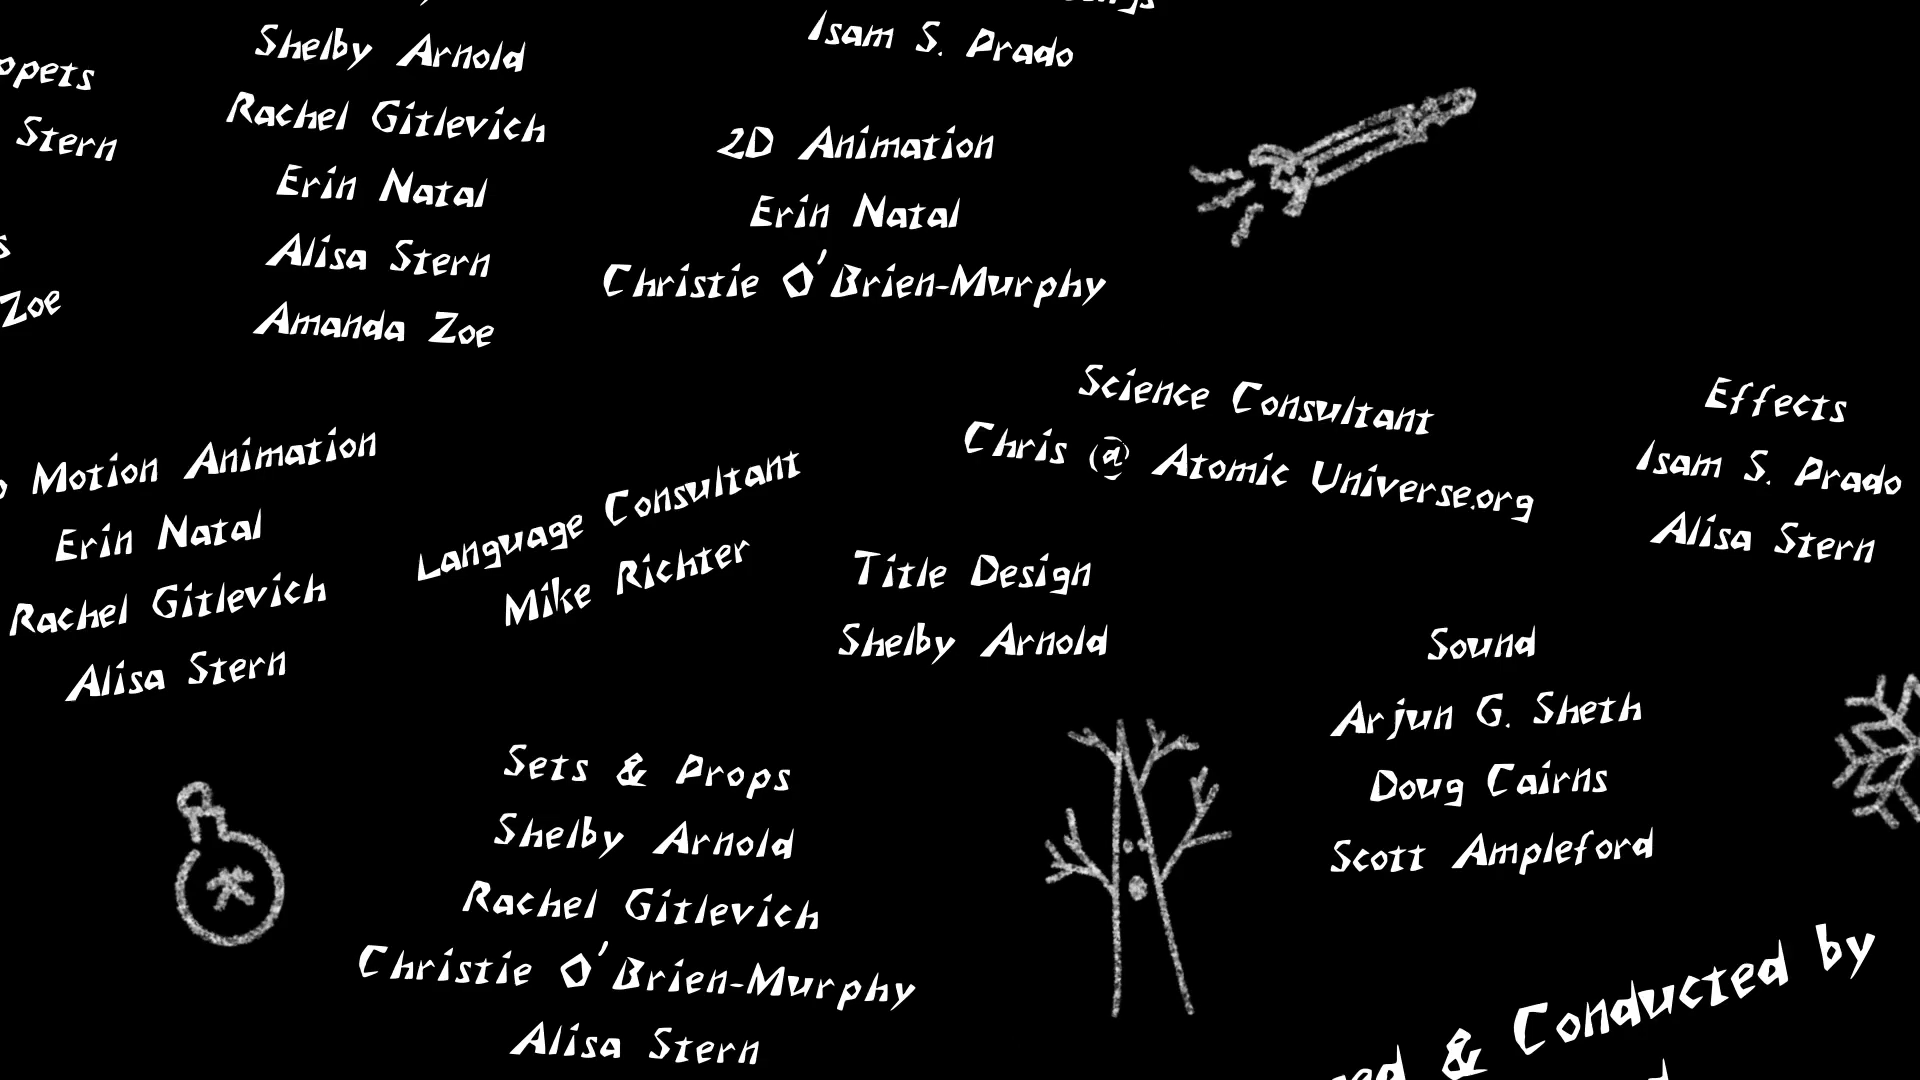 Stern
Zoe
Shelby Arnold
Rachel Gitlevich
Erin Natal
Alisa Stern
Amanda Zoe
Isam S. Prado
2D Animation
Erin Natal
Christie O'Brien-Murphy
Motion Animation
Erin Natal
Rachel Gitlevich
Alisa Stern
Language Consultant
Mike Richter
Science Consultant
Chris @ Atomic Universe.org
Effects
Isam S. Prado
Alisa Stern
Title Design
Shelby Arnold
Sound
Arjun G. Sheth
Doug Cairns
Scott Ampleford
Sets & Props
Shelby Arnold
Rachel Gitlevich
Christie O'Brien-Murphy
Alisa Stern
& Conducted by